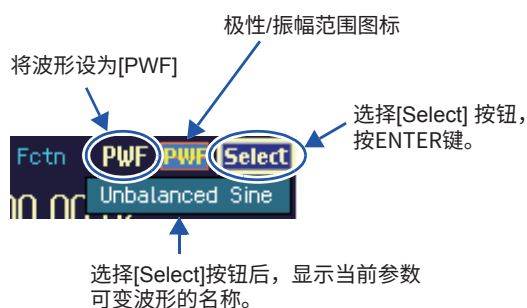 极性/振幅范围图标
将波形设为[PWF]
选择[Select] 按钮，
按ENTER键。
Fctn PWF PWF Select
Unbalanced Sine
选择[Select]按钮后，显示当前参数
可变波形的名称。